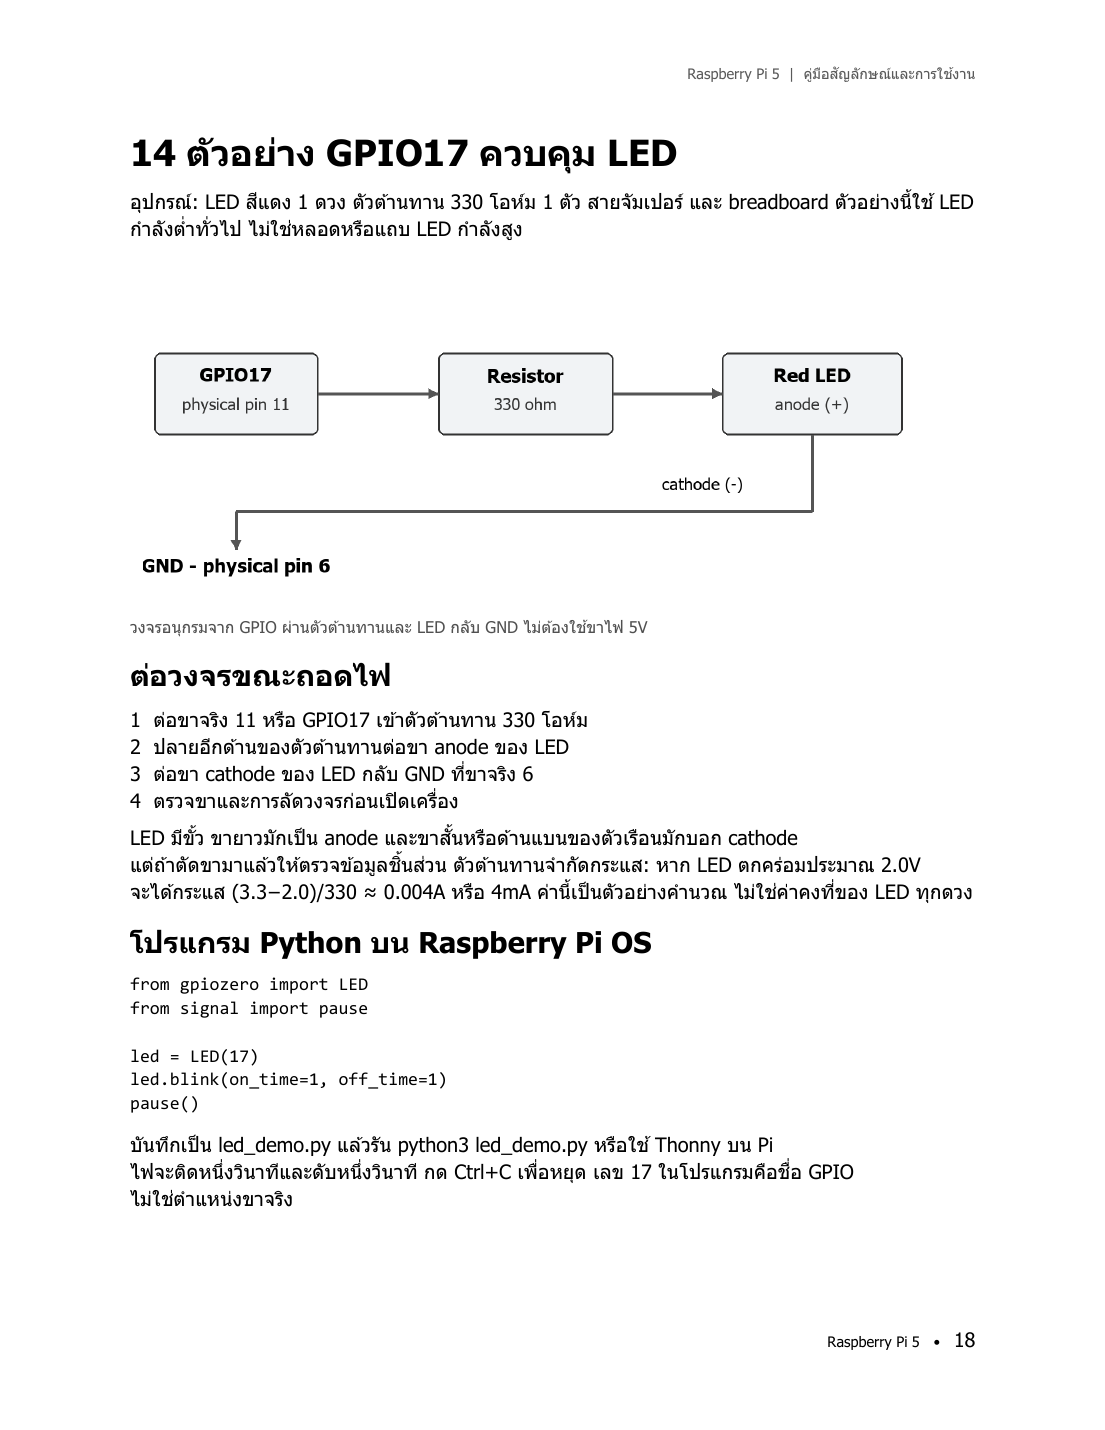 Raspberry Pi 5 | คู่มือสัญลักษณ์และการใช้งาน
14 ตัวอย่าง GPIO17 ควบคุม LED
อุปกรณ์: LED สีแดง 1 ดวง ตัวต้านทาน 330 โอห์ม 1 ตัว สายจัมเปอร์ และ breadboard ตัวอย่างนี้ใช้ LED
กำลังต่ำทั่วไป ไม่ใช่หลอดหรือแถบ LED กำลังสูง
GPIO17
physical pin 11
Resistor
330 ohm
Red LED
anode (+)
cathode (-)
GND - physical pin 6
วงจรอนุกรมจาก GPIO ผ่านตัวต้านทานและ LED กลับ GND ไม่ต้องใช้ขาไฟ 5V
ต่อวงจรขณะถอดไฟ
1 ต่อขาจริง 11 หรือ GPIO17 เข้าตัวต้านทาน 330 โอห์ม
2 ปลายอีกด้านของตัวต้านทานต่อขา anode ของ LED
3 ต่อขา cathode ของ LED กลับ GND ที่ขาจริง 6
4 ตรวจขาและการลัดวงจรก่อนเปิดเครื่อง
LED มีขั้ว ขายาวมักเป็น anode และขาสั้นหรือด้านแบนของตัวเรือนมักบอก cathode
แต่ถ้าตัดขามาแล้วให้ตรวจข้อมูลชิ้นส่วน ตัวต้านทานจำกัดกระแส: หาก LED ตกคร่อมประมาณ 2.0V
จะได้กระแส (3.3−2.0)/330 ≈ 0.004A หรือ 4mA ค่านี้เป็นตัวอย่างคำนวณ ไม่ใช่ค่าคงที่ของ LED ทุกดวง
โปรแกรม Python บน Raspberry Pi OS
from gpiozero import LED
from signal import pause
led = LED(17)
led.blink(on_time=1, off_time=1)
pause()
บันทึกเป็น led_demo.py แล้วรัน python3 led_demo.py หรือใช้ Thonny บน Pi
ไฟจะติดหนึ่งวินาทีและดับหนึ่งวินาที กด Ctrl+C เพื่อหยุด เลข 17 ในโปรแกรมคือชื่อ GPIO
ไม่ใช่ตำแหน่งขาจริง
Raspberry Pi 5 • 18